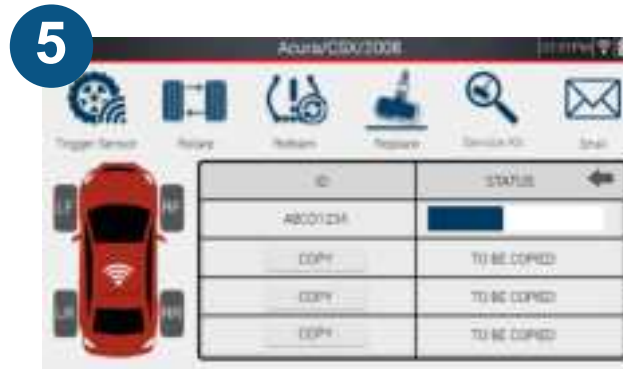 5
Acura/CSX/2006
Trigger Sensor
Rotate
Relearn
Replace
Service Kit
Email
LF
RF
LR
RR
ID
STATUS
ABCD1234
COPY
TO BE COPIED
COPY
TO BE COPIED
COPY
TO BE COPIED